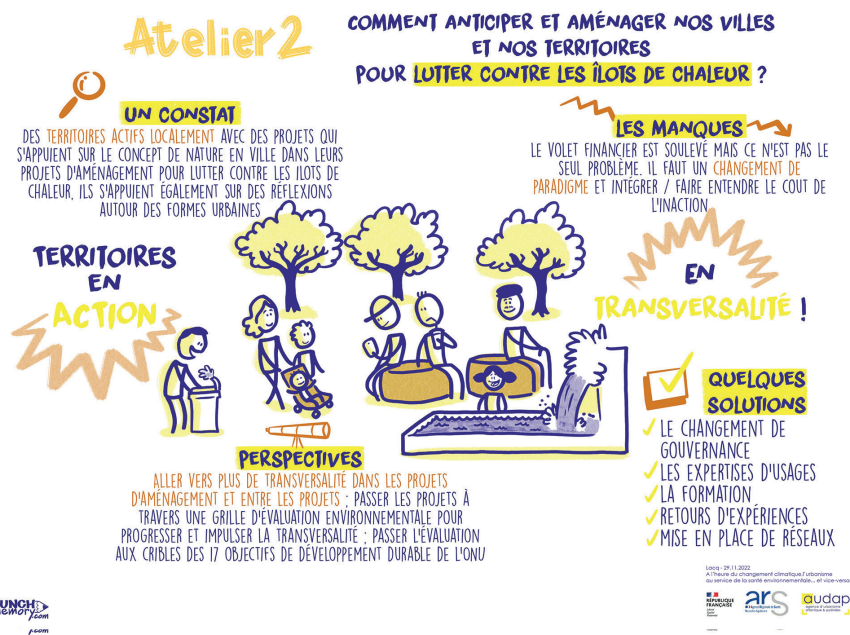 Atelier 2
COMMENT ANTICIPER ET AMÉNAGER NOS VILLES
ET NOS TERRITOIRES
POUR LUTTER CONTRE LES ÎLOTS DE CHALEUR ?
UN CONSTAT
DES TERRITOIRES ACTIFS LOCALEMENT AVEC DES PROJETS QUI
S'APPUIENT SUR LE CONCEPT DE NATURE EN VILLE DANS LEURS
PROJETS D'AMÉNAGEMENT POUR LUTTER CONTRE LES ILOTS DE
CHALEUR, ILS S'APPUIENT ÉGALEMENT SUR DES RÉFLEXIONS
AUTOUR DES FORMES URBAINES
LES MANQUES
LE VOLET FINANCIER EST SOULEVÉ MAIS CE N'EST PAS LE
SEUL PROBLÈME. IL FAUT UN CHANGEMENT DE
PARADIGME ET INTÉGRER / FAIRE ENTENDRE LE COUT DE
L'INACTION
TERRITOIRES
EN
ACTION
EN
TRANSVERSALITÉ !
PERSPECTIVES
ALLER VERS PLUS DE TRANSVERSALITÉ DANS LES PROJETS
D'AMÉNAGEMENT ET ENTRE LES PROJETS ; PASSER LES PROJETS À
TRAVERS UNE GRILLE D'ÉVALUATION ENVIRONNEMENTALE POUR
PROGRESSER ET IMPULSER LA TRANSVERSALITÉ ; PASSER L'ÉVALUATION
AUX CRIBLES DES 17 OBJECTIFS DE DÉVELOPPEMENT DURABLE DE L'ONU
QUELQUES
SOLUTIONS
LE CHANGEMENT DE
GOUVERNANCE
LES EXPERTISES D'USAGES
LA FORMATION
RETOURS D'EXPÉRIENCES
MISE EN PLACE DE RÉSEAUX
Lacq - 29.11.2022
A l'heure du changement climatique,l'urbanisme
au service de la santé environnementale... et vice-versa
RÉPUBLIQUE
FRANÇAISE
ars
audap
UNCH
emory.com
.com